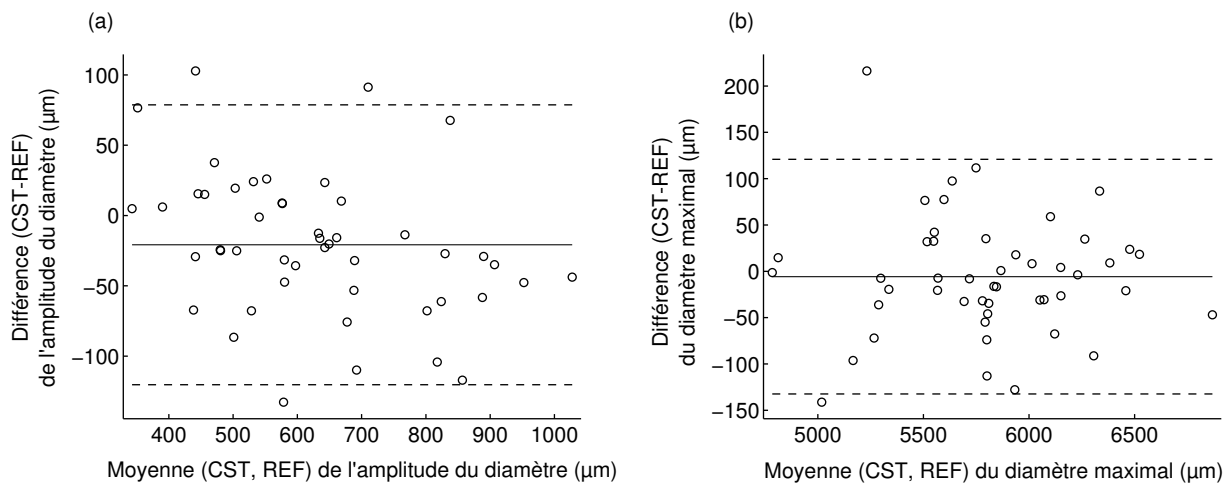 (a)
Différence (CST-REF)
de l'amplitude du diamètre (µm)
100
50
0
−50
−100
400 500 600 700 800 900 1000
Moyenne (CST, REF) de l'amplitude du diamètre (µm)
(b)
Différence (CST-REF)
du diamètre maximal (µm)
200
150
100
50
0
−50
−100
−150
5000 5500 6000 6500
Moyenne (CST, REF) du diamètre maximal (µm)